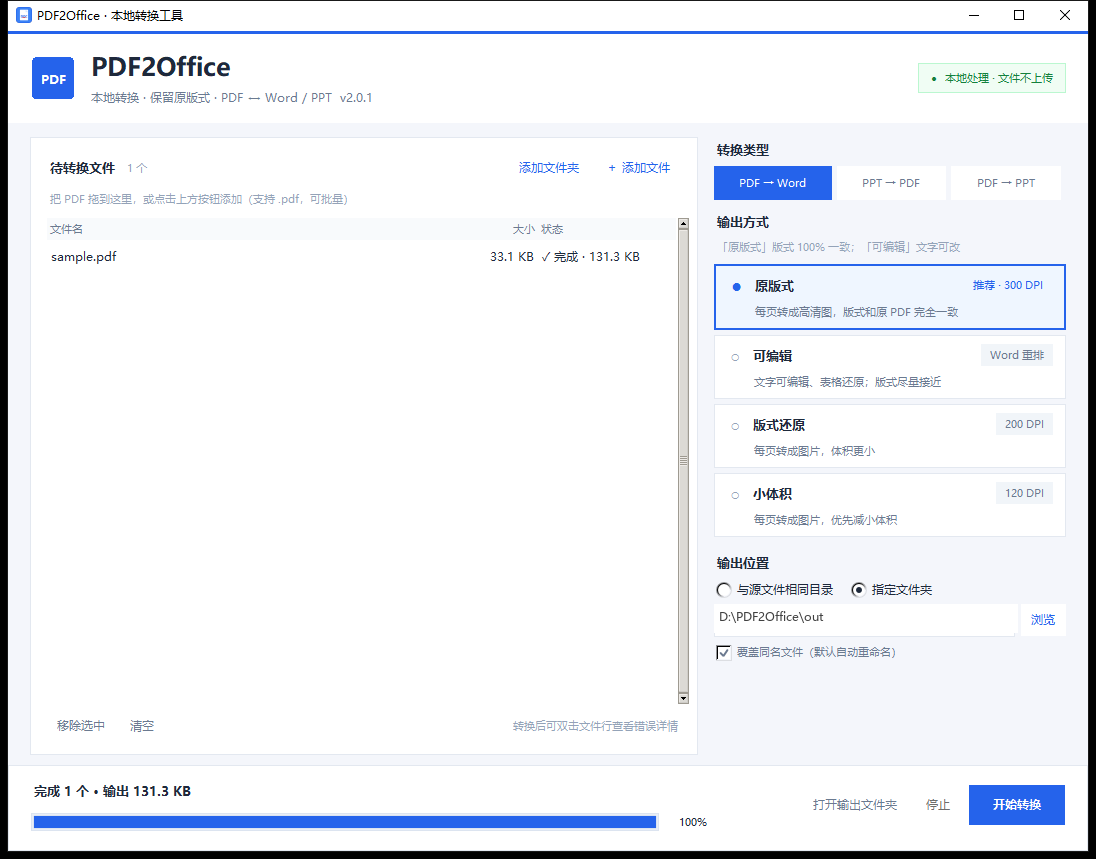 PDF2Office · 本地转换工具
PDF
PDF2Office
本地转换 · 保留原版式 · PDF ↔ Word / PPT v2.0.1
• 本地处理 · 文件不上传
待转换文件 1 个
添加文件夹
+ 添加文件
把 PDF 拖到这里，或点击上方按钮添加（支持 .pdf，可批量）
文件名 大小 状态
sample.pdf 33.1 KB ✓ 完成 · 131.3 KB
移除选中
清空
转换后可双击文件行查看错误详情
转换类型
PDF → Word
PPT → PDF
PDF → PPT
输出方式
「原版式」版式 100% 一致；「可编辑」文字可改
原版式
推荐 · 300 DPI
每页转成高清图，版式和原 PDF 完全一致
可编辑
Word 重排
文字可编辑、表格还原；版式尽量接近
版式还原
200 DPI
每页转成图片，体积更小
小体积
120 DPI
每页转成图片，优先减小体积
输出位置
与源文件相同目录
指定文件夹
D:\PDF2Office\out
浏览
覆盖同名文件（默认自动重命名）
完成 1 个 • 输出 131.3 KB
100%
打开输出文件夹
停止
开始转换